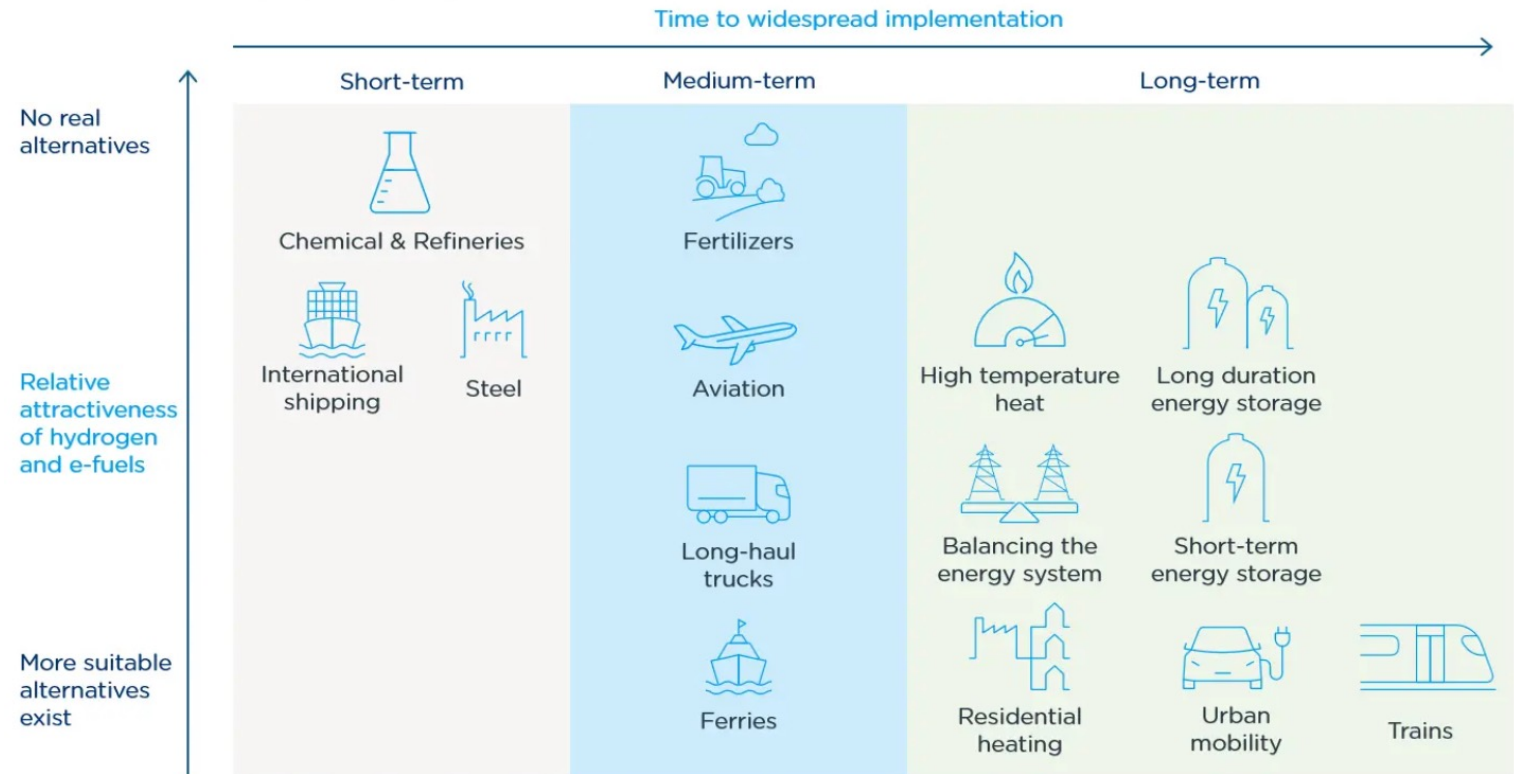 Time to widespread implementation
Short-term
Medium-term
Long-term
No real
alternatives
Relative
attractiveness
of hydrogen
and e-fuels
More suitable
alternatives
exist
Chemical & Refineries
Fertilizers
International
shipping
Steel
Aviation
High temperature
heat
Long duration
energy storage
Long-haul
trucks
Balancing the
energy system
Short-term
energy storage
Ferries
Residential
heating
Urban
mobility
Trains